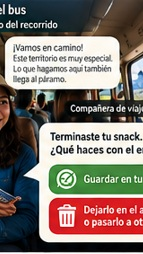 el bus
o del recorrido
¡Vamos en camino!
Este territorio es muy especial.
Lo que hagamos aquí también
llega al páramo.
Compañera de viaj
Terminaste tu snack.
¿Qué haces con el e
Guardar en tu
Dejarlo en el a
o pasarlo a ot